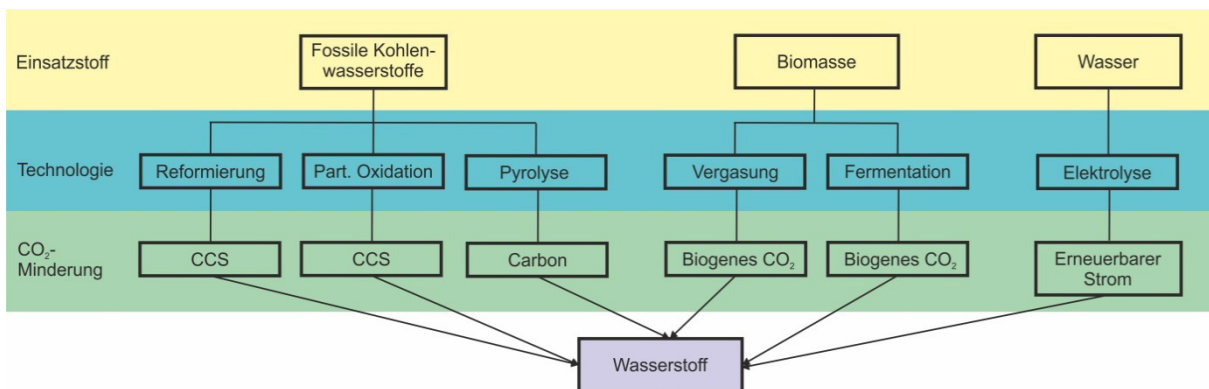 Einsatzstoff
Fossile Kohlen-
wasserstoffe
Biomasse
Wasser
Technologie
Reformierung
Part. Oxidation
Pyrolyse
Vergasung
Fermentation
Elektrolyse
CO₂-
Minderung
CCS
CCS
Carbon
Biogenes CO₂
Biogenes CO₂
Erneuerbarer
Strom
Wasserstoff